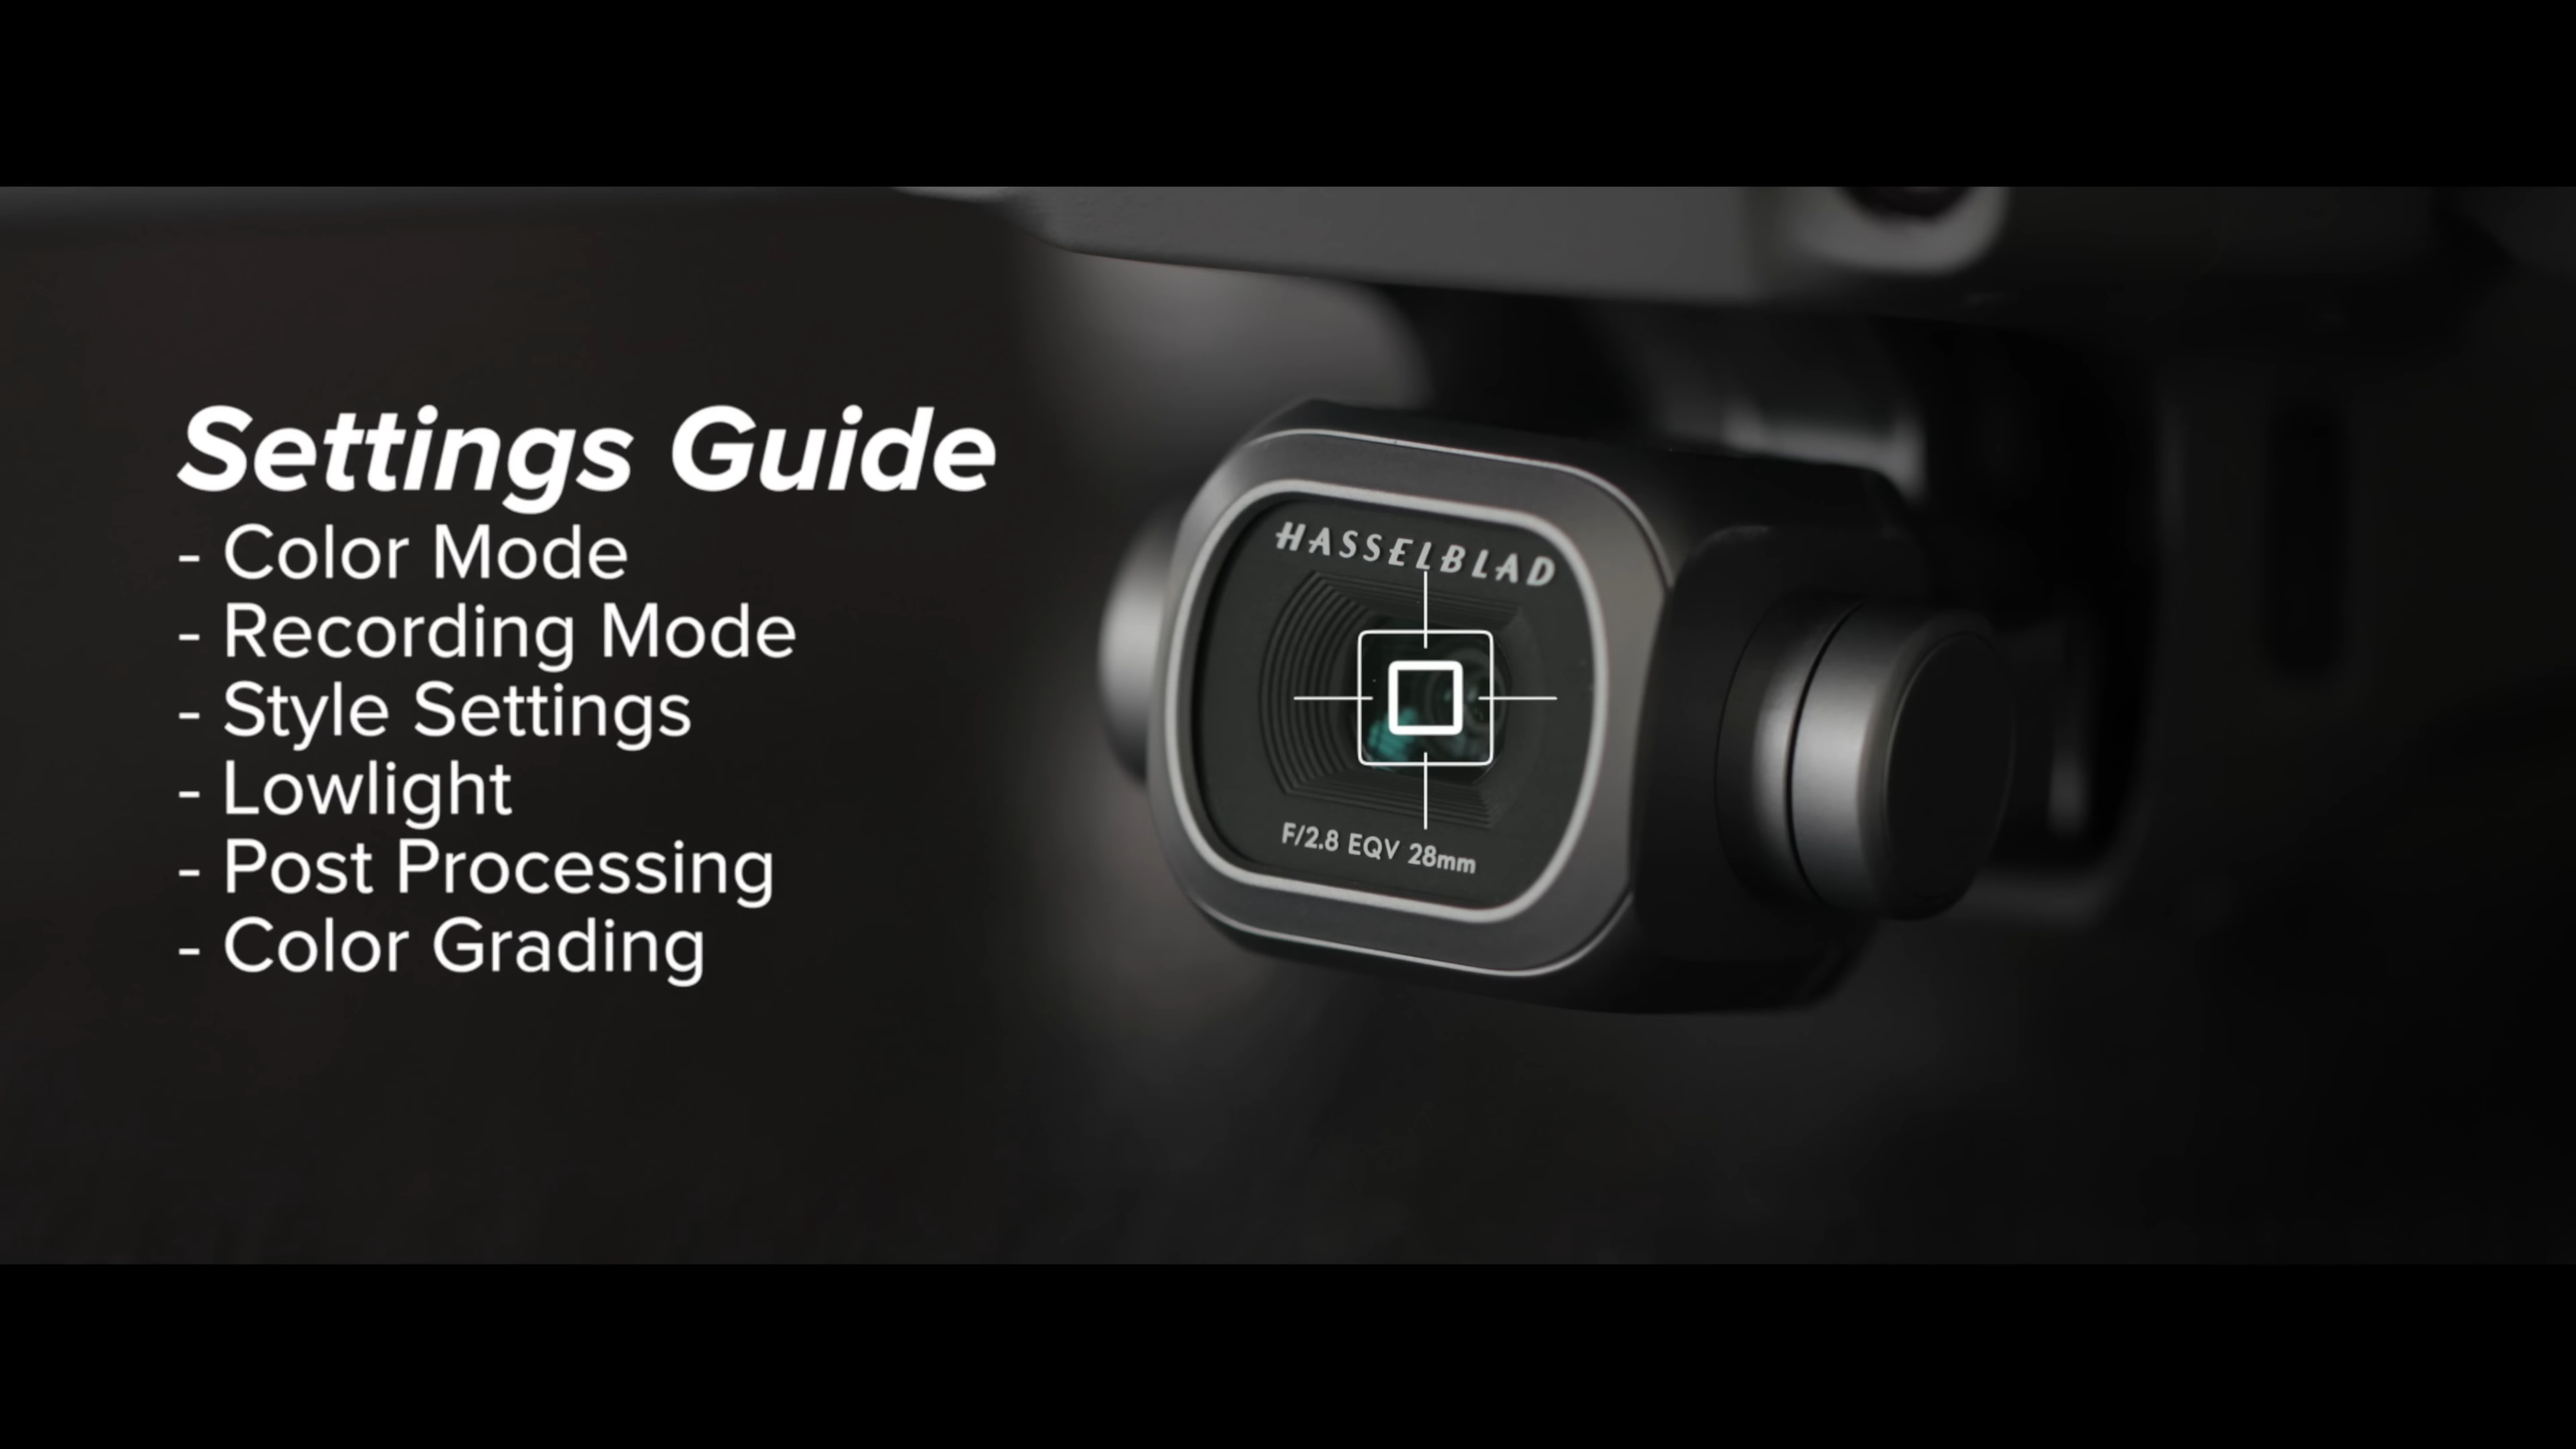 Settings Guide
- Color Mode
- Recording Mode
- Style Settings
- Lowlight
- Post Processing
- Color Grading
HASSELBLAD
F/2.8 EQV 28mm